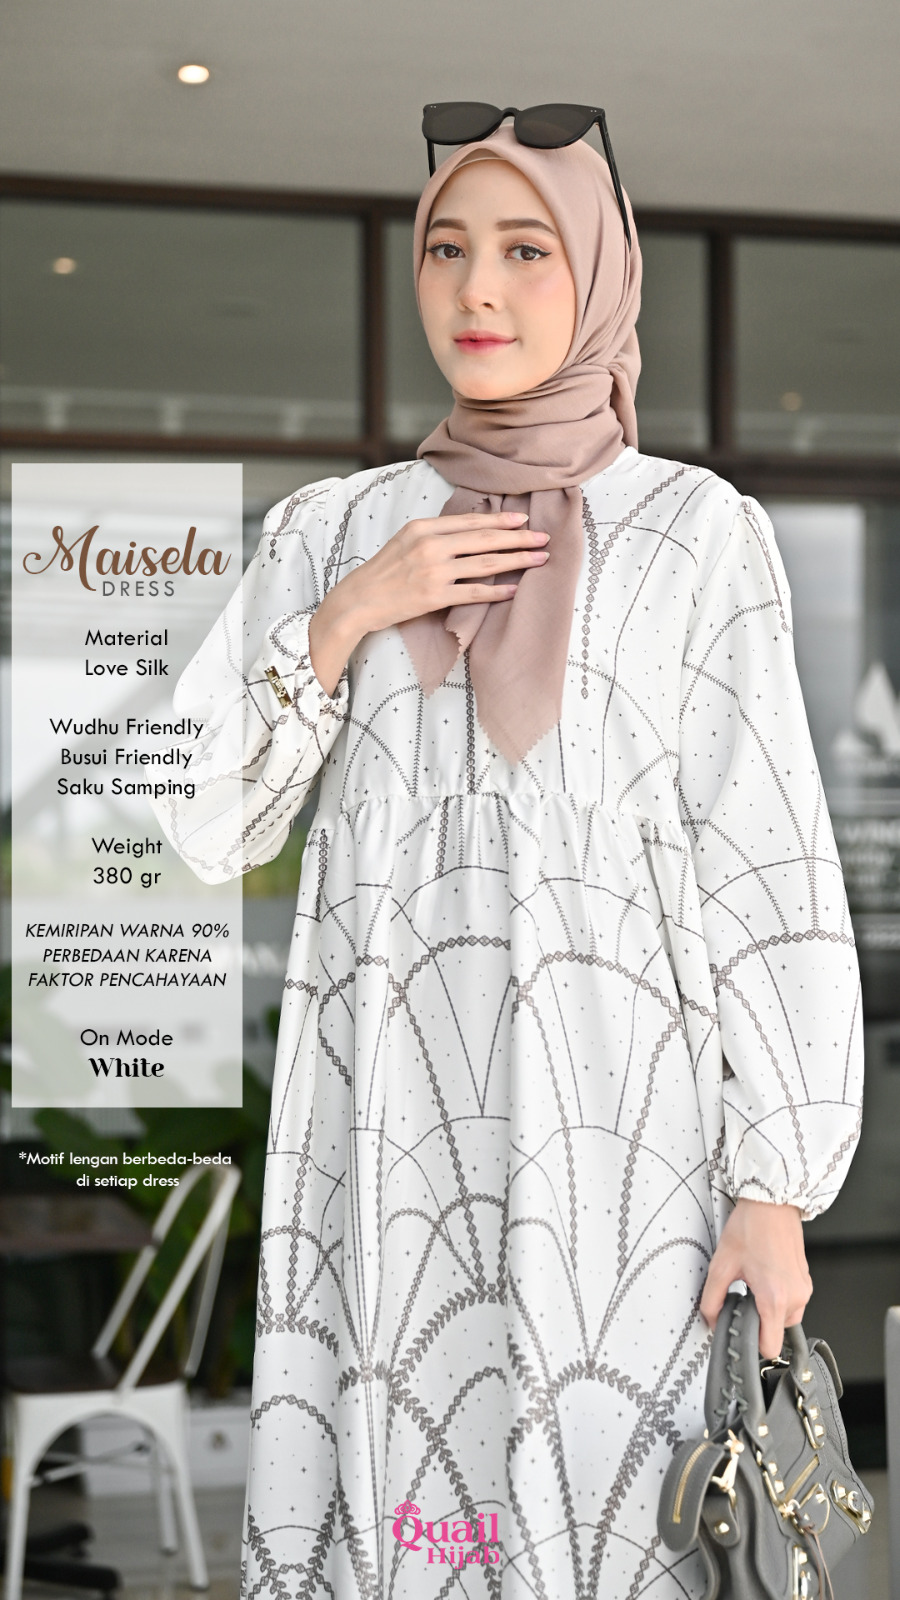 Maisela
DRESS
Material
Love Silk
Wudhu Friendly
Busui Friendly
Saku Samping
Weight
380 gr
KEMIRIPAN WARNA 90%
PERBEDAAN KARENA
FAKTOR PENCAHAYAAN
On Mode
White
*Motif lengan berbeda-beda
di setiap dress
Quail
Hijab